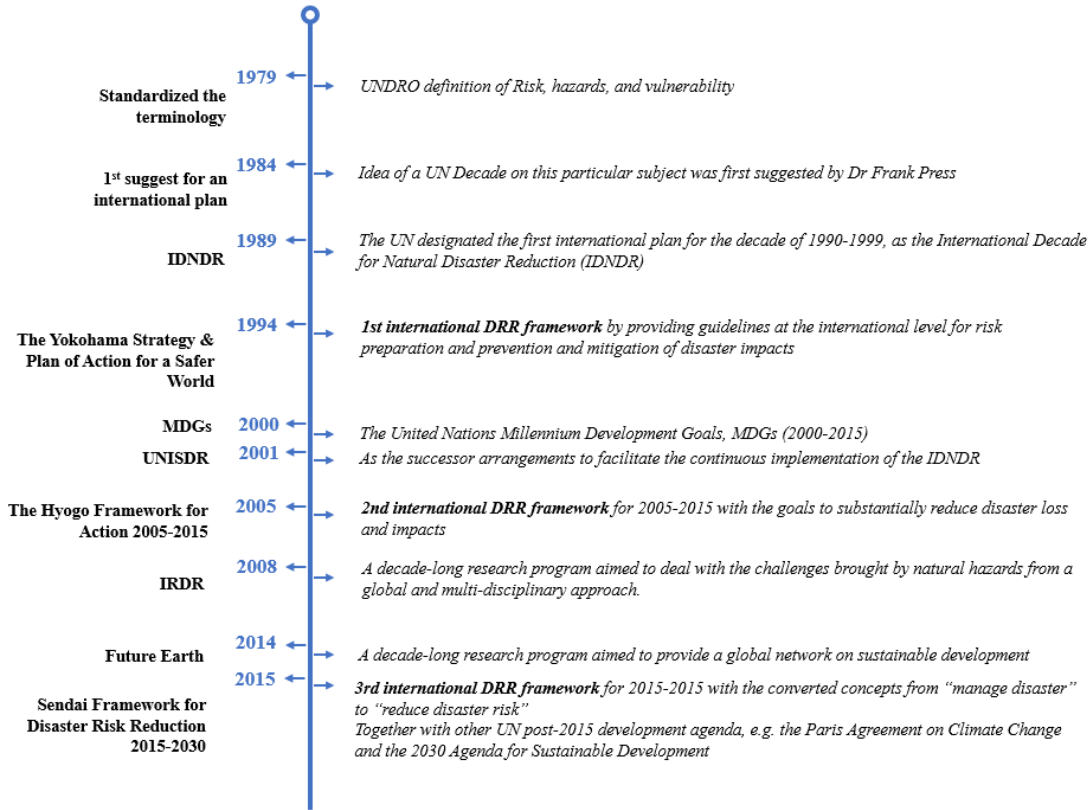 1979
Standardized the
terminology
UNDRO definition of Risk, hazards, and vulnerability
1984
1st suggest for an
international plan
Idea of a UN Decade on this particular subject was first suggested by Dr Frank Press
1989
IDNDR
The UN designated the first international plan for the decade of 1990-1999, as the International Decade
for Natural Disaster Reduction (IDNDR)
1994
The Yokohama Strategy &
Plan of Action for a Safer
World
1st international DRR framework by providing guidelines at the international level for risk
preparation and prevention and mitigation of disaster impacts
MDGs
2000
The United Nations Millennium Development Goals, MDGs (2000-2015)
UNISDR
2001
As the successor arrangements to facilitate the continuous implementation of the IDNDR
The Hyogo Framework for
Action 2005-2015
2005
2nd international DRR framework for 2005-2015 with the goals to substantially reduce disaster loss
and impacts
2008
IRDR
A decade-long research program aimed to deal with the challenges brought by natural hazards from a
global and multi-disciplinary approach.
2014
Future Earth
A decade-long research program aimed to provide a global network on sustainable development
2015
Sendai Framework for
Disaster Risk Reduction
2015-2030
3rd international DRR framework for 2015-2015 with the converted concepts from “manage disaster”
to “reduce disaster risk”
Together with other UN post-2015 development agenda, e.g. the Paris Agreement on Climate Change
and the 2030 Agenda for Sustainable Development